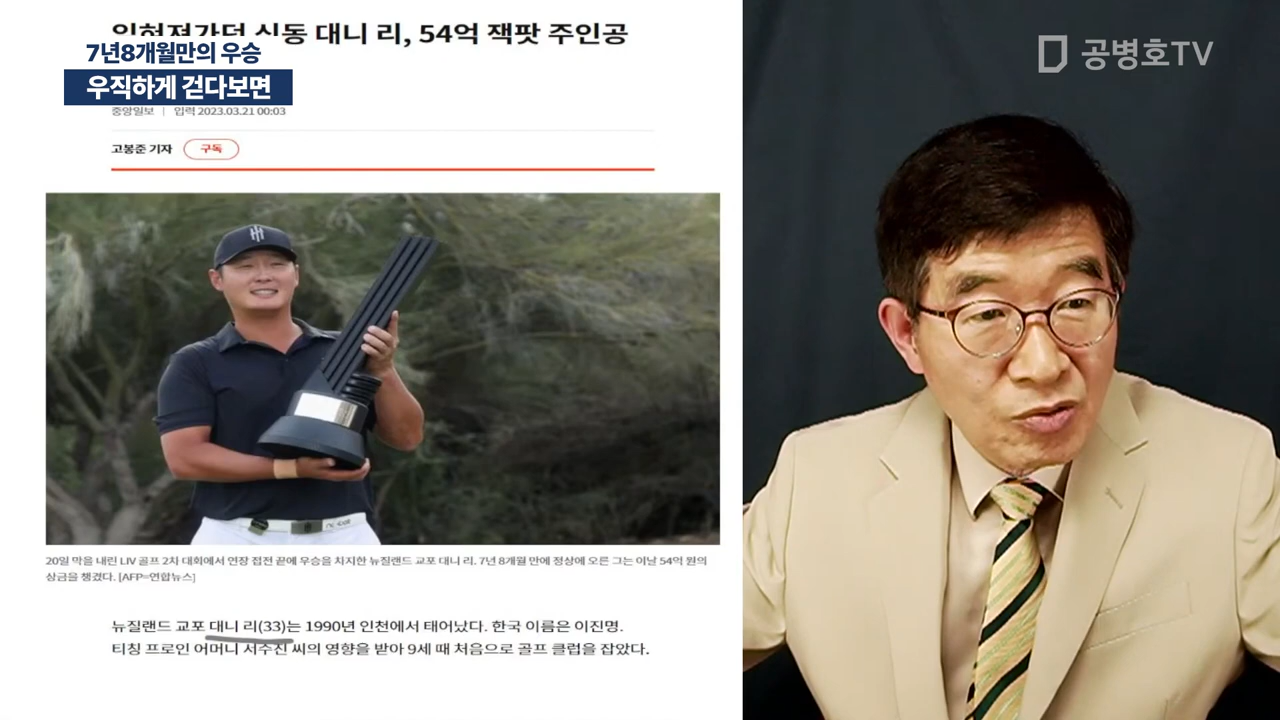 잊혀져가던 신동 대니 리, 54억 잭팟 주인공
7년8개월만의 우승
우직하게 걷다보면
중앙일보 | 입력 2023.03.21 00:03
고봉준 기자 구독
20일 막을 내린 LIV 골프 2차 대회에서 연장 접전 끝에 우승을 차지한 뉴질랜드 교포 대니 리. 7년 8개월 만에 정상에 오른 그는 이날 54억 원의
상금을 챙겼다. [AFP=연합뉴스]
뉴질랜드 교포 대니 리(33)는 1990년 인천에서 태어났다. 한국 이름은 이진명.
티칭 프로인 어머니 서수진 씨의 영향을 받아 9세 때 처음으로 골프 클럽을 잡았다.
공병호TV